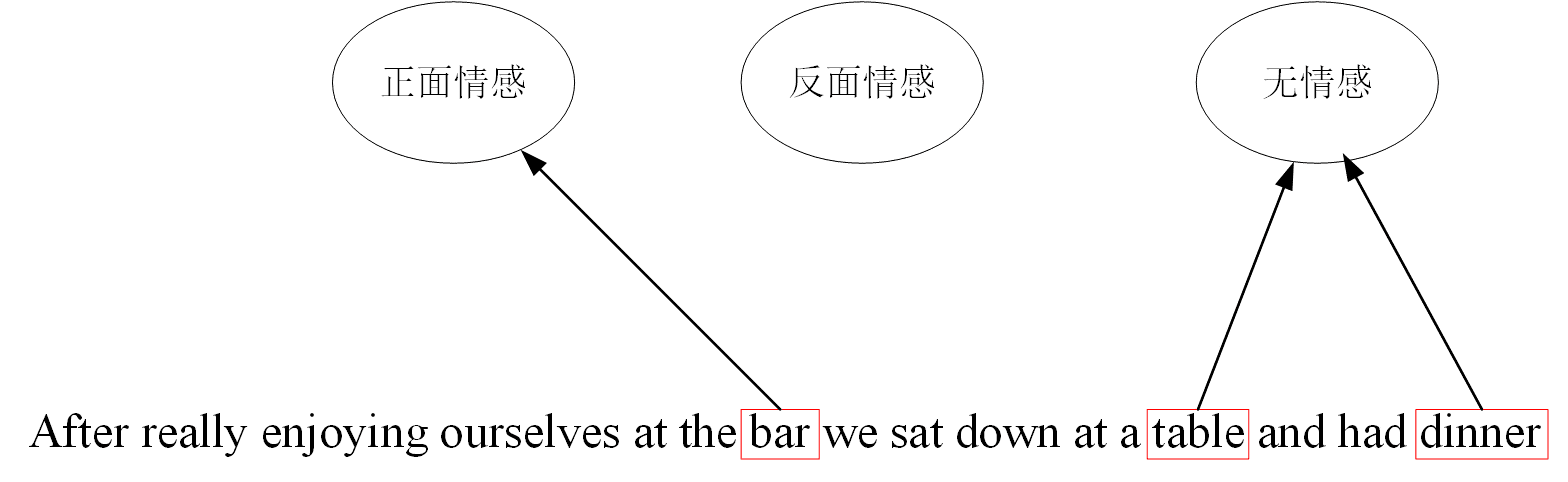 正面情感 反面情感 无情感
After really enjoying ourselves at the bar we sat down at a table and had dinner